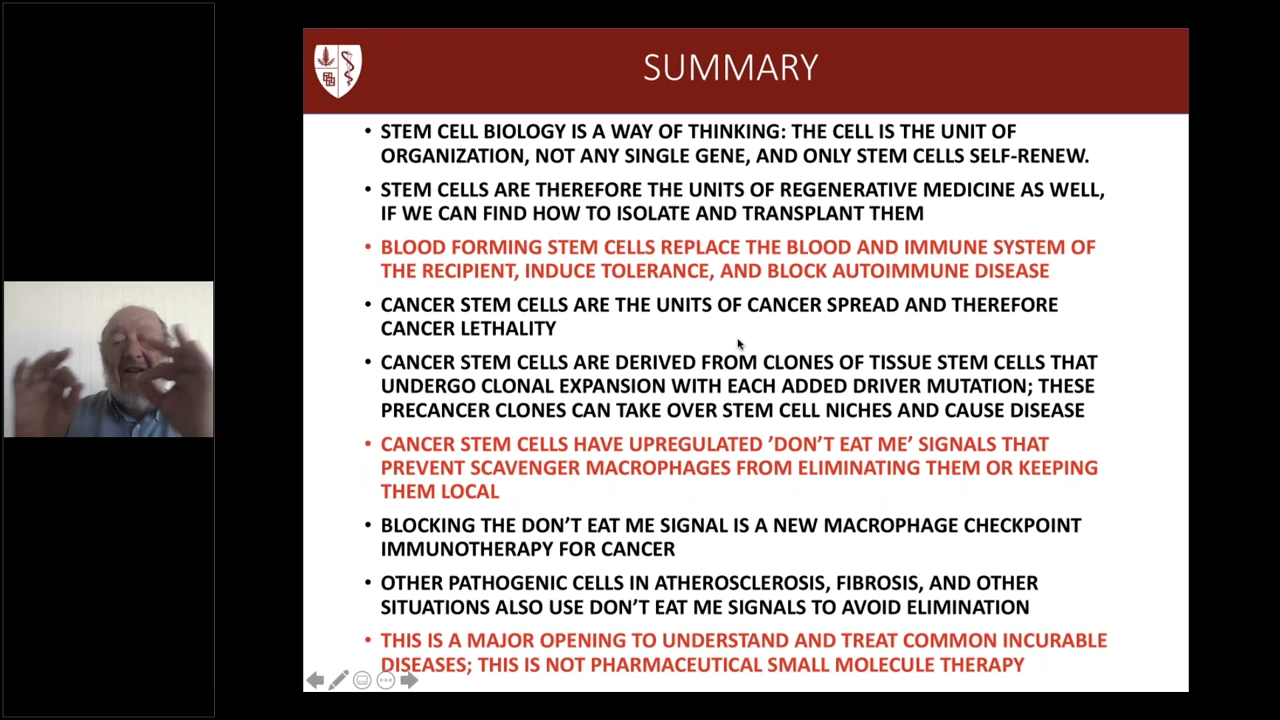 SUMMARY
• STEM CELL BIOLOGY IS A WAY OF THINKING: THE CELL IS THE UNIT OF
ORGANIZATION, NOT ANY SINGLE GENE, AND ONLY STEM CELLS SELF-RENEW.
• STEM CELLS ARE THEREFORE THE UNITS OF REGENERATIVE MEDICINE AS WELL,
IF WE CAN FIND HOW TO ISOLATE AND TRANSPLANT THEM
• BLOOD FORMING STEM CELLS REPLACE THE BLOOD AND IMMUNE SYSTEM OF
THE RECIPIENT, INDUCE TOLERANCE, AND BLOCK AUTOIMMUNE DISEASE
• CANCER STEM CELLS ARE THE UNITS OF CANCER SPREAD AND THEREFORE
CANCER LETHALITY
• CANCER STEM CELLS ARE DERIVED FROM CLONES OF TISSUE STEM CELLS THAT
UNDERGO CLONAL EXPANSION WITH EACH ADDED DRIVER MUTATION; THESE
PRECANCER CLONES CAN TAKE OVER STEM CELL NICHES AND CAUSE DISEASE
• CANCER STEM CELLS HAVE UPREGULATED ’DON’T EAT ME’ SIGNALS THAT
PREVENT SCAVENGER MACROPHAGES FROM ELIMINATING THEM OR KEEPING
THEM LOCAL
• BLOCKING THE DON’T EAT ME SIGNAL IS A NEW MACROPHAGE CHECKPOINT
IMMUNOTHERAPY FOR CANCER
• OTHER PATHOGENIC CELLS IN ATHEROSCLEROSIS, FIBROSIS, AND OTHER
SITUATIONS ALSO USE DON’T EAT ME SIGNALS TO AVOID ELIMINATION
• THIS IS A MAJOR OPENING TO UNDERSTAND AND TREAT COMMON INCURABLE
DISEASES; THIS IS NOT PHARMACEUTICAL SMALL MOLECULE THERAPY